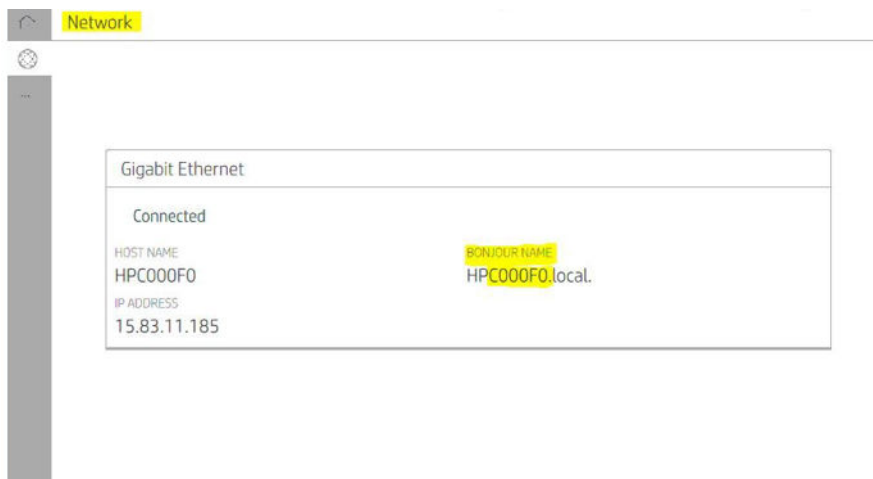 Network
Gigabit Ethernet
Connected
HOST NAME
HPC000F0
BONJOUR NAME
HPC000F0.local.
IP ADDRESS
15.83.11.185